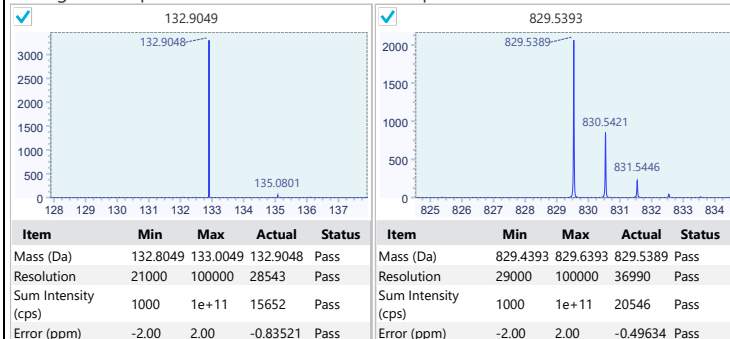 132.9049
132.9048
3000
2500
2000
1500
1000
500
0
135.0801
128 129 130 131 132 133 134 135 136 137
Item Min Max Actual Status
Mass (Da) 132.8049 133.0049 132.9048 Pass
Resolution 21000 100000 28543 Pass
Sum Intensity (cps) 1000 1e+11 15652 Pass
Error (ppm) -2.00 2.00 -0.83521 Pass
829.5393
829.5389
2000
1500
1000
500
0
830.5421
831.5446
825 826 827 828 829 830 831 832 833 834
Item Min Max Actual Status
Mass (Da) 829.4393 829.6393 829.5389 Pass
Resolution 29000 100000 36990 Pass
Sum Intensity (cps) 1000 1e+11 20546 Pass
Error (ppm) -2.00 2.00 -0.49634 Pass